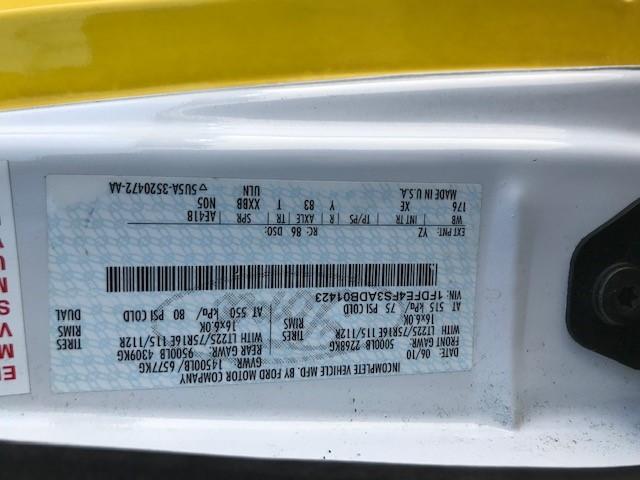 INCOMPLETE VEHICLE MFD. BY FORD MOTOR COMPANY
DATE: 06/10 GVWR: 14500LB/ 6577KG
FRONT GAWR: 5000LB 2268KG REAR GAWR: 9500LB 4309KG
WITH LT225/75R16E 115/112R TIRES WITH LT225/75R16E 115/112R
16X6.0K RIMS 16X6.0K RIMS
AT 515 kPa/ 75 PSI COLD AT 550 kPa/ 80 PSI COLD DUAL
VIN: 1FDFE4FS3ADB01423
EXT PNT: YZ RC: 86 DSO:
WB INT TR TP/PS R AXLE TR SPR AE418
176 XE Y 83 T XXBB N05
ULN
MADE IN U.S.A. ▽5U5A-3520472-AA